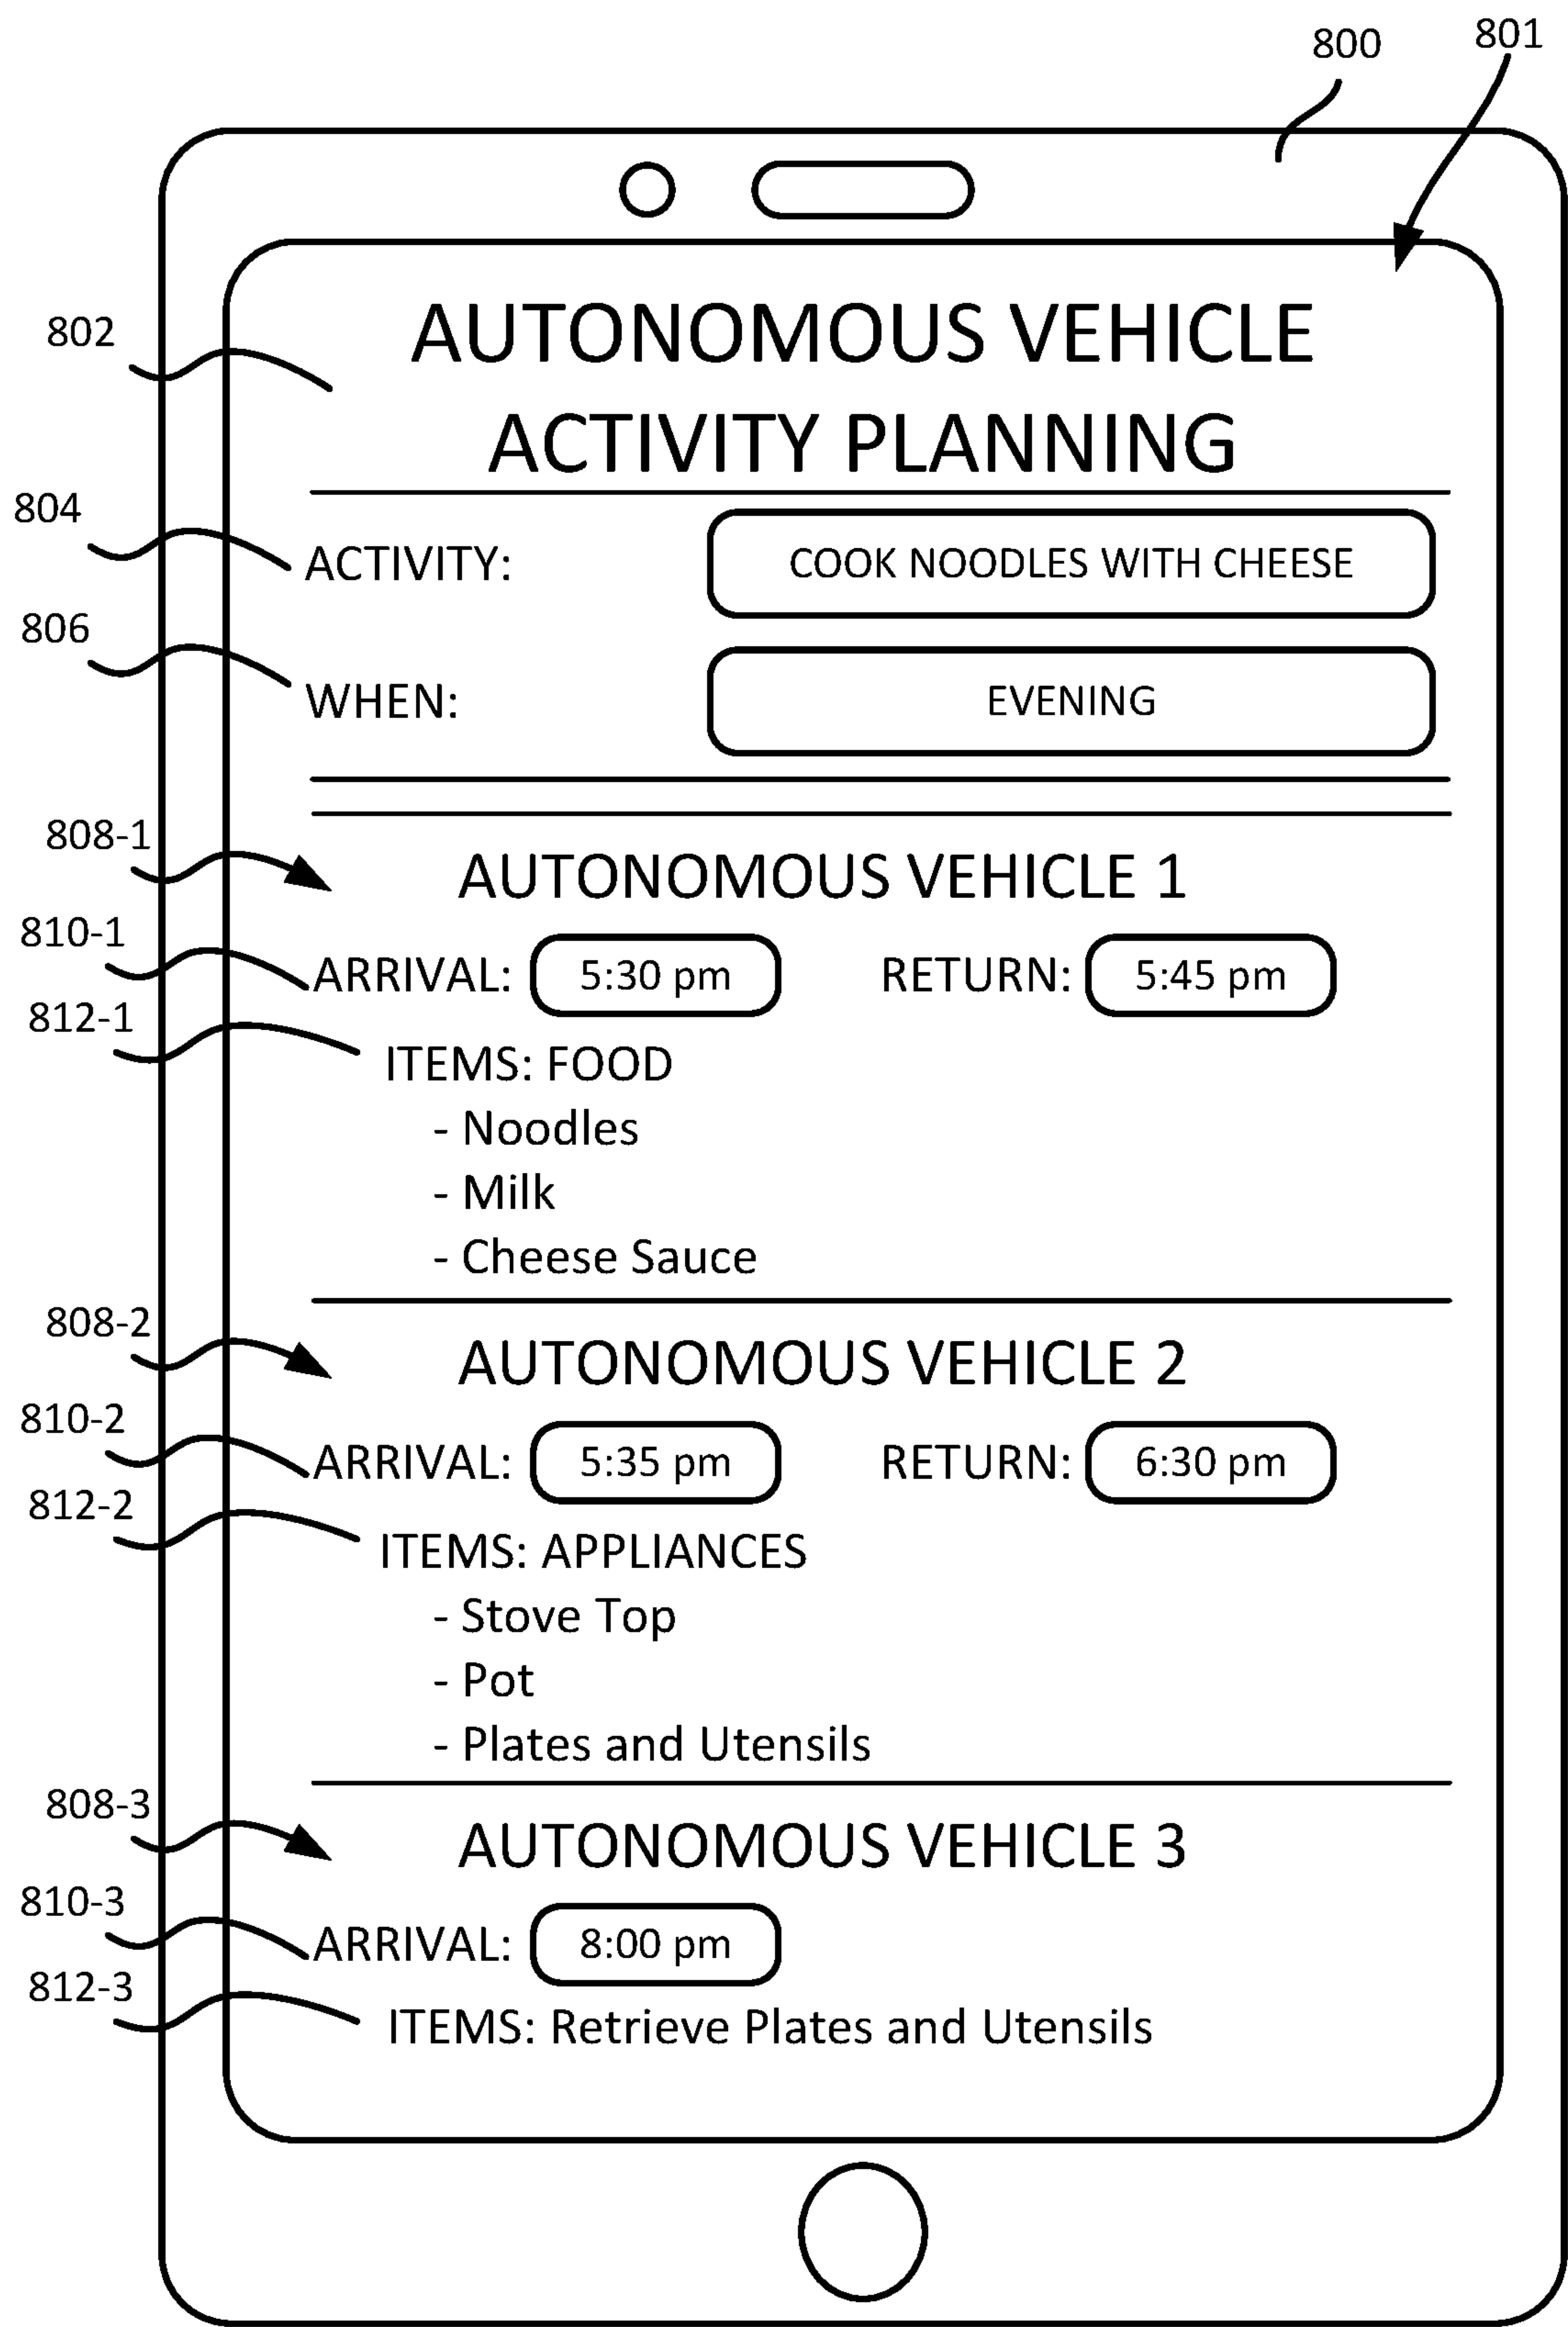 800
801
802
AUTONOMOUS VEHICLE
ACTIVITY PLANNING
804
ACTIVITY: COOK NOODLES WITH CHEESE
806
WHEN: EVENING
808-1
AUTONOMOUS VEHICLE 1
810-1
ARRIVAL: 5:30 pm RETURN: 5:45 pm
812-1
ITEMS: FOOD
- Noodles
- Milk
- Cheese Sauce
808-2
AUTONOMOUS VEHICLE 2
810-2
ARRIVAL: 5:35 pm RETURN: 6:30 pm
812-2
ITEMS: APPLIANCES
- Stove Top
- Pot
- Plates and Utensils
808-3
AUTONOMOUS VEHICLE 3
810-3
ARRIVAL: 8:00 pm
812-3
ITEMS: Retrieve Plates and Utensils